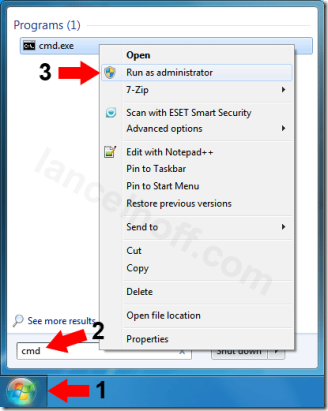 Programs (1)
cmd.exe
Open
3
Run as administrator
7-Zip
Scan with ESET Smart Security
Advanced options
Edit with Notepad++
Pin to Taskbar
Pin to Start Menu
Restore previous versions
Send to
Cut
Copy
Delete
Open file location
Properties
See more results
2
cmd
x
Shut down
1
lancelhoff.com